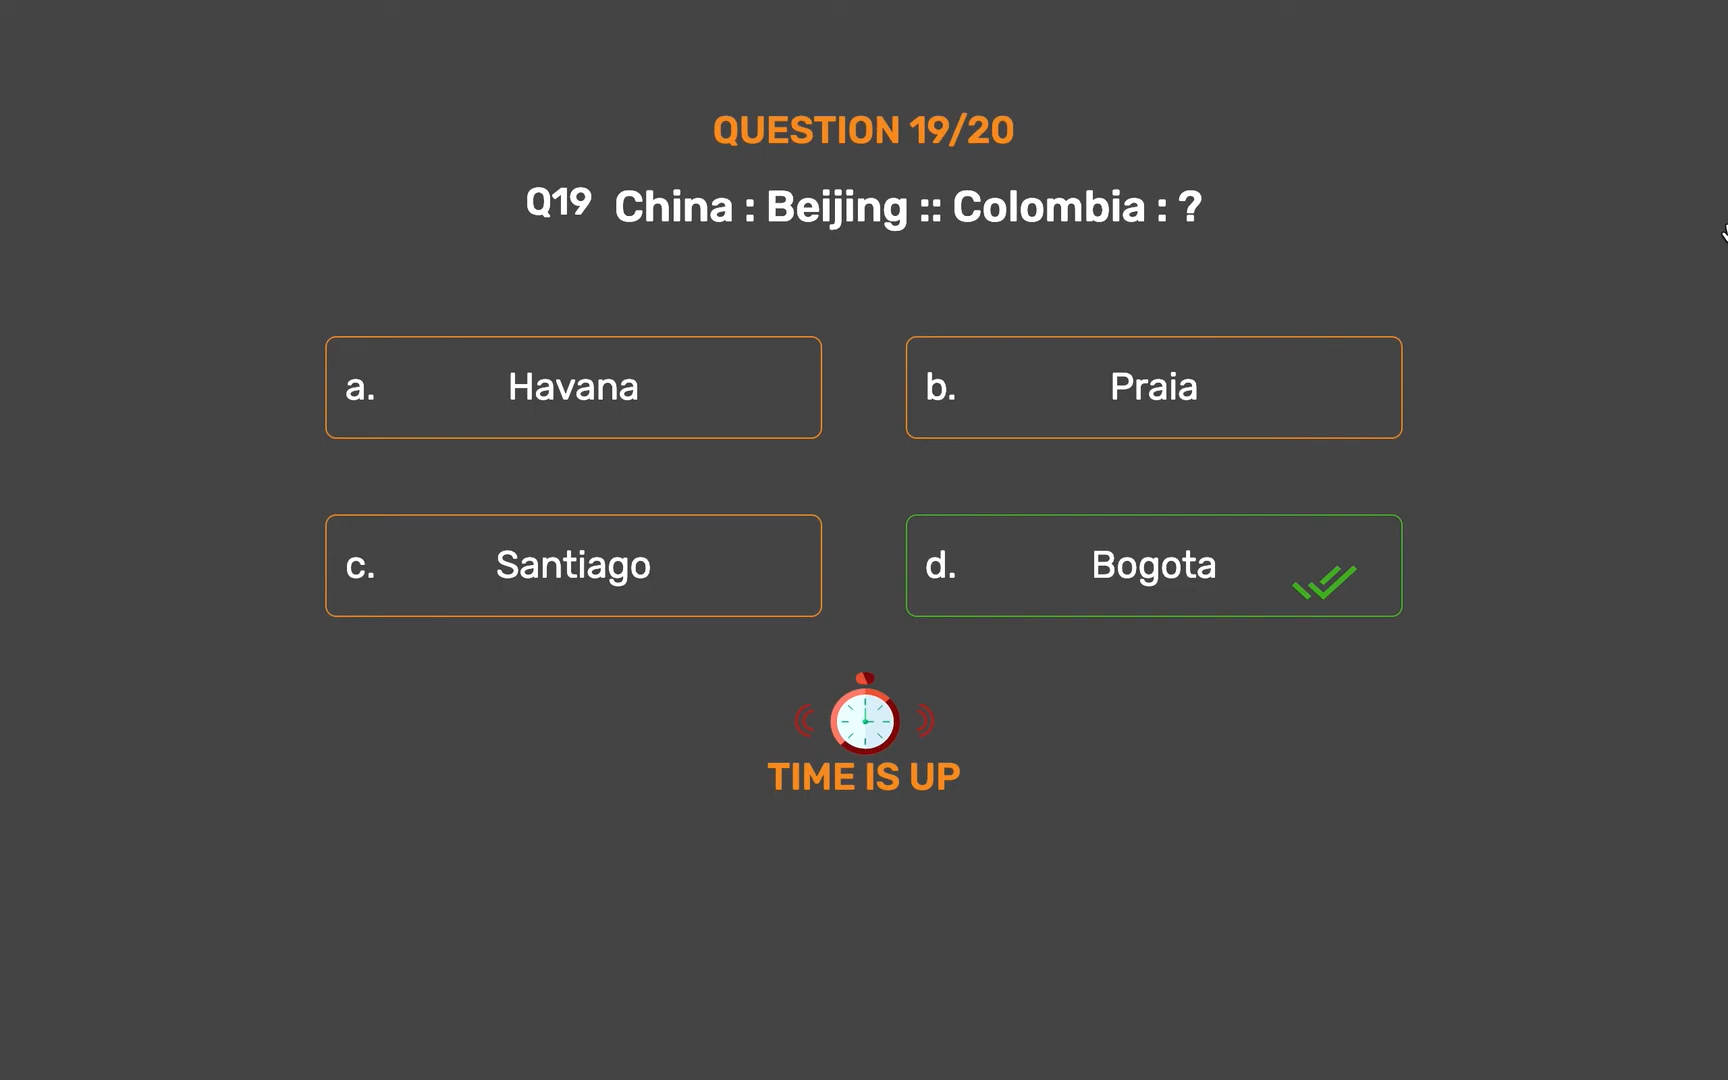 QUESTION 19/20
Q19 China : Beijing :: Colombia : ?
a. Havana
b. Praia
c. Santiago
d. Bogota
TIME IS UP